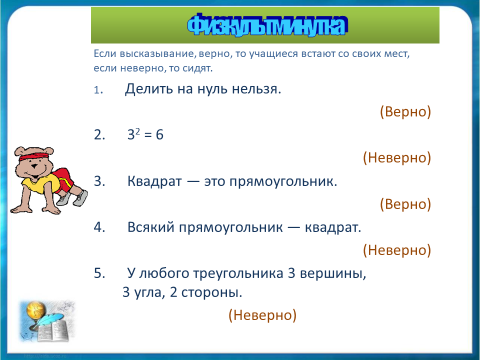 Физкультминутка
Если высказывание, верно, то учащиеся встают со своих мест,
если неверно, то сидят.
1. Делить на нуль нельзя.
(Верно)
2. 3² = 6
(Неверно)
3. Квадрат — это прямоугольник.
(Верно)
4. Всякий прямоугольник — квадрат.
(Неверно)
5. У любого треугольника 3 вершины,
3 угла, 2 стороны.
(Неверно)